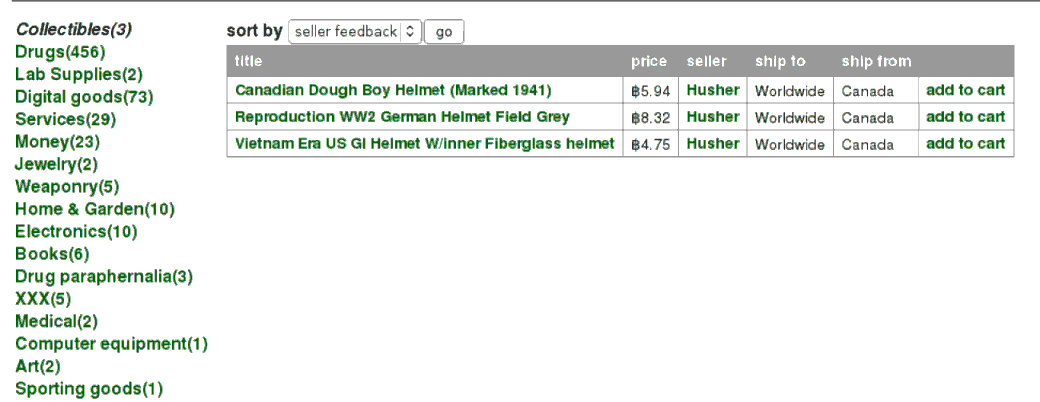 Collectibles(3)
Drugs(456)
Lab Supplies(2)
Digital goods(73)
Services(29)
Money(23)
Jewelry(2)
Weaponry(5)
Home & Garden(10)
Electronics(10)
Books(6)
Drug paraphernalia(3)
XXX(5)
Medical(2)
Computer equipment(1)
Art(2)
Sporting goods(1)
sort by seller feedback go
title price seller ship to ship from
Canadian Dough Boy Helmet (Marked 1941) ฿5.94 Husher Worldwide Canada add to cart
Reproduction WW2 German Helmet Field Grey ฿8.32 Husher Worldwide Canada add to cart
Vietnam Era US GI Helmet W/inner Fiberglass helmet ฿4.75 Husher Worldwide Canada add to cart